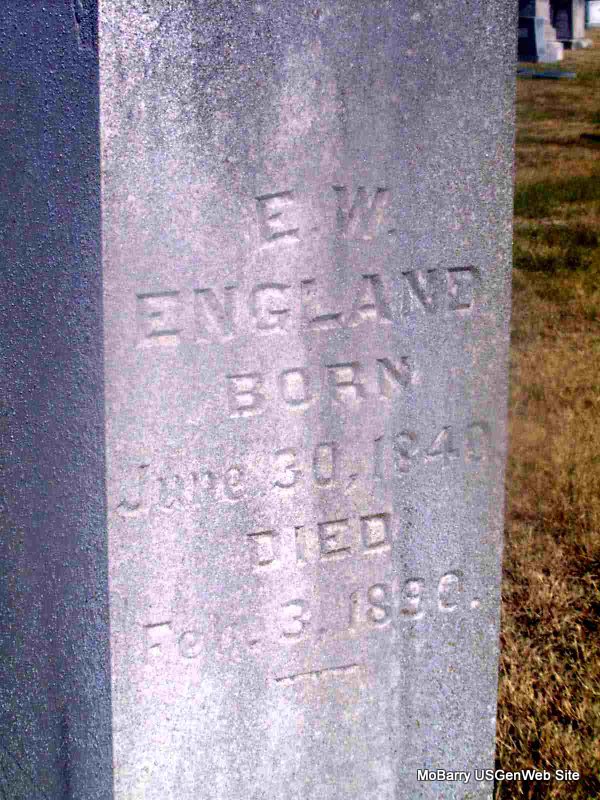 E. W.
ENGLAND
BORN
June 30, 1840
DIED
Feb. 3, 1890.
MoBarry USGenWeb Site